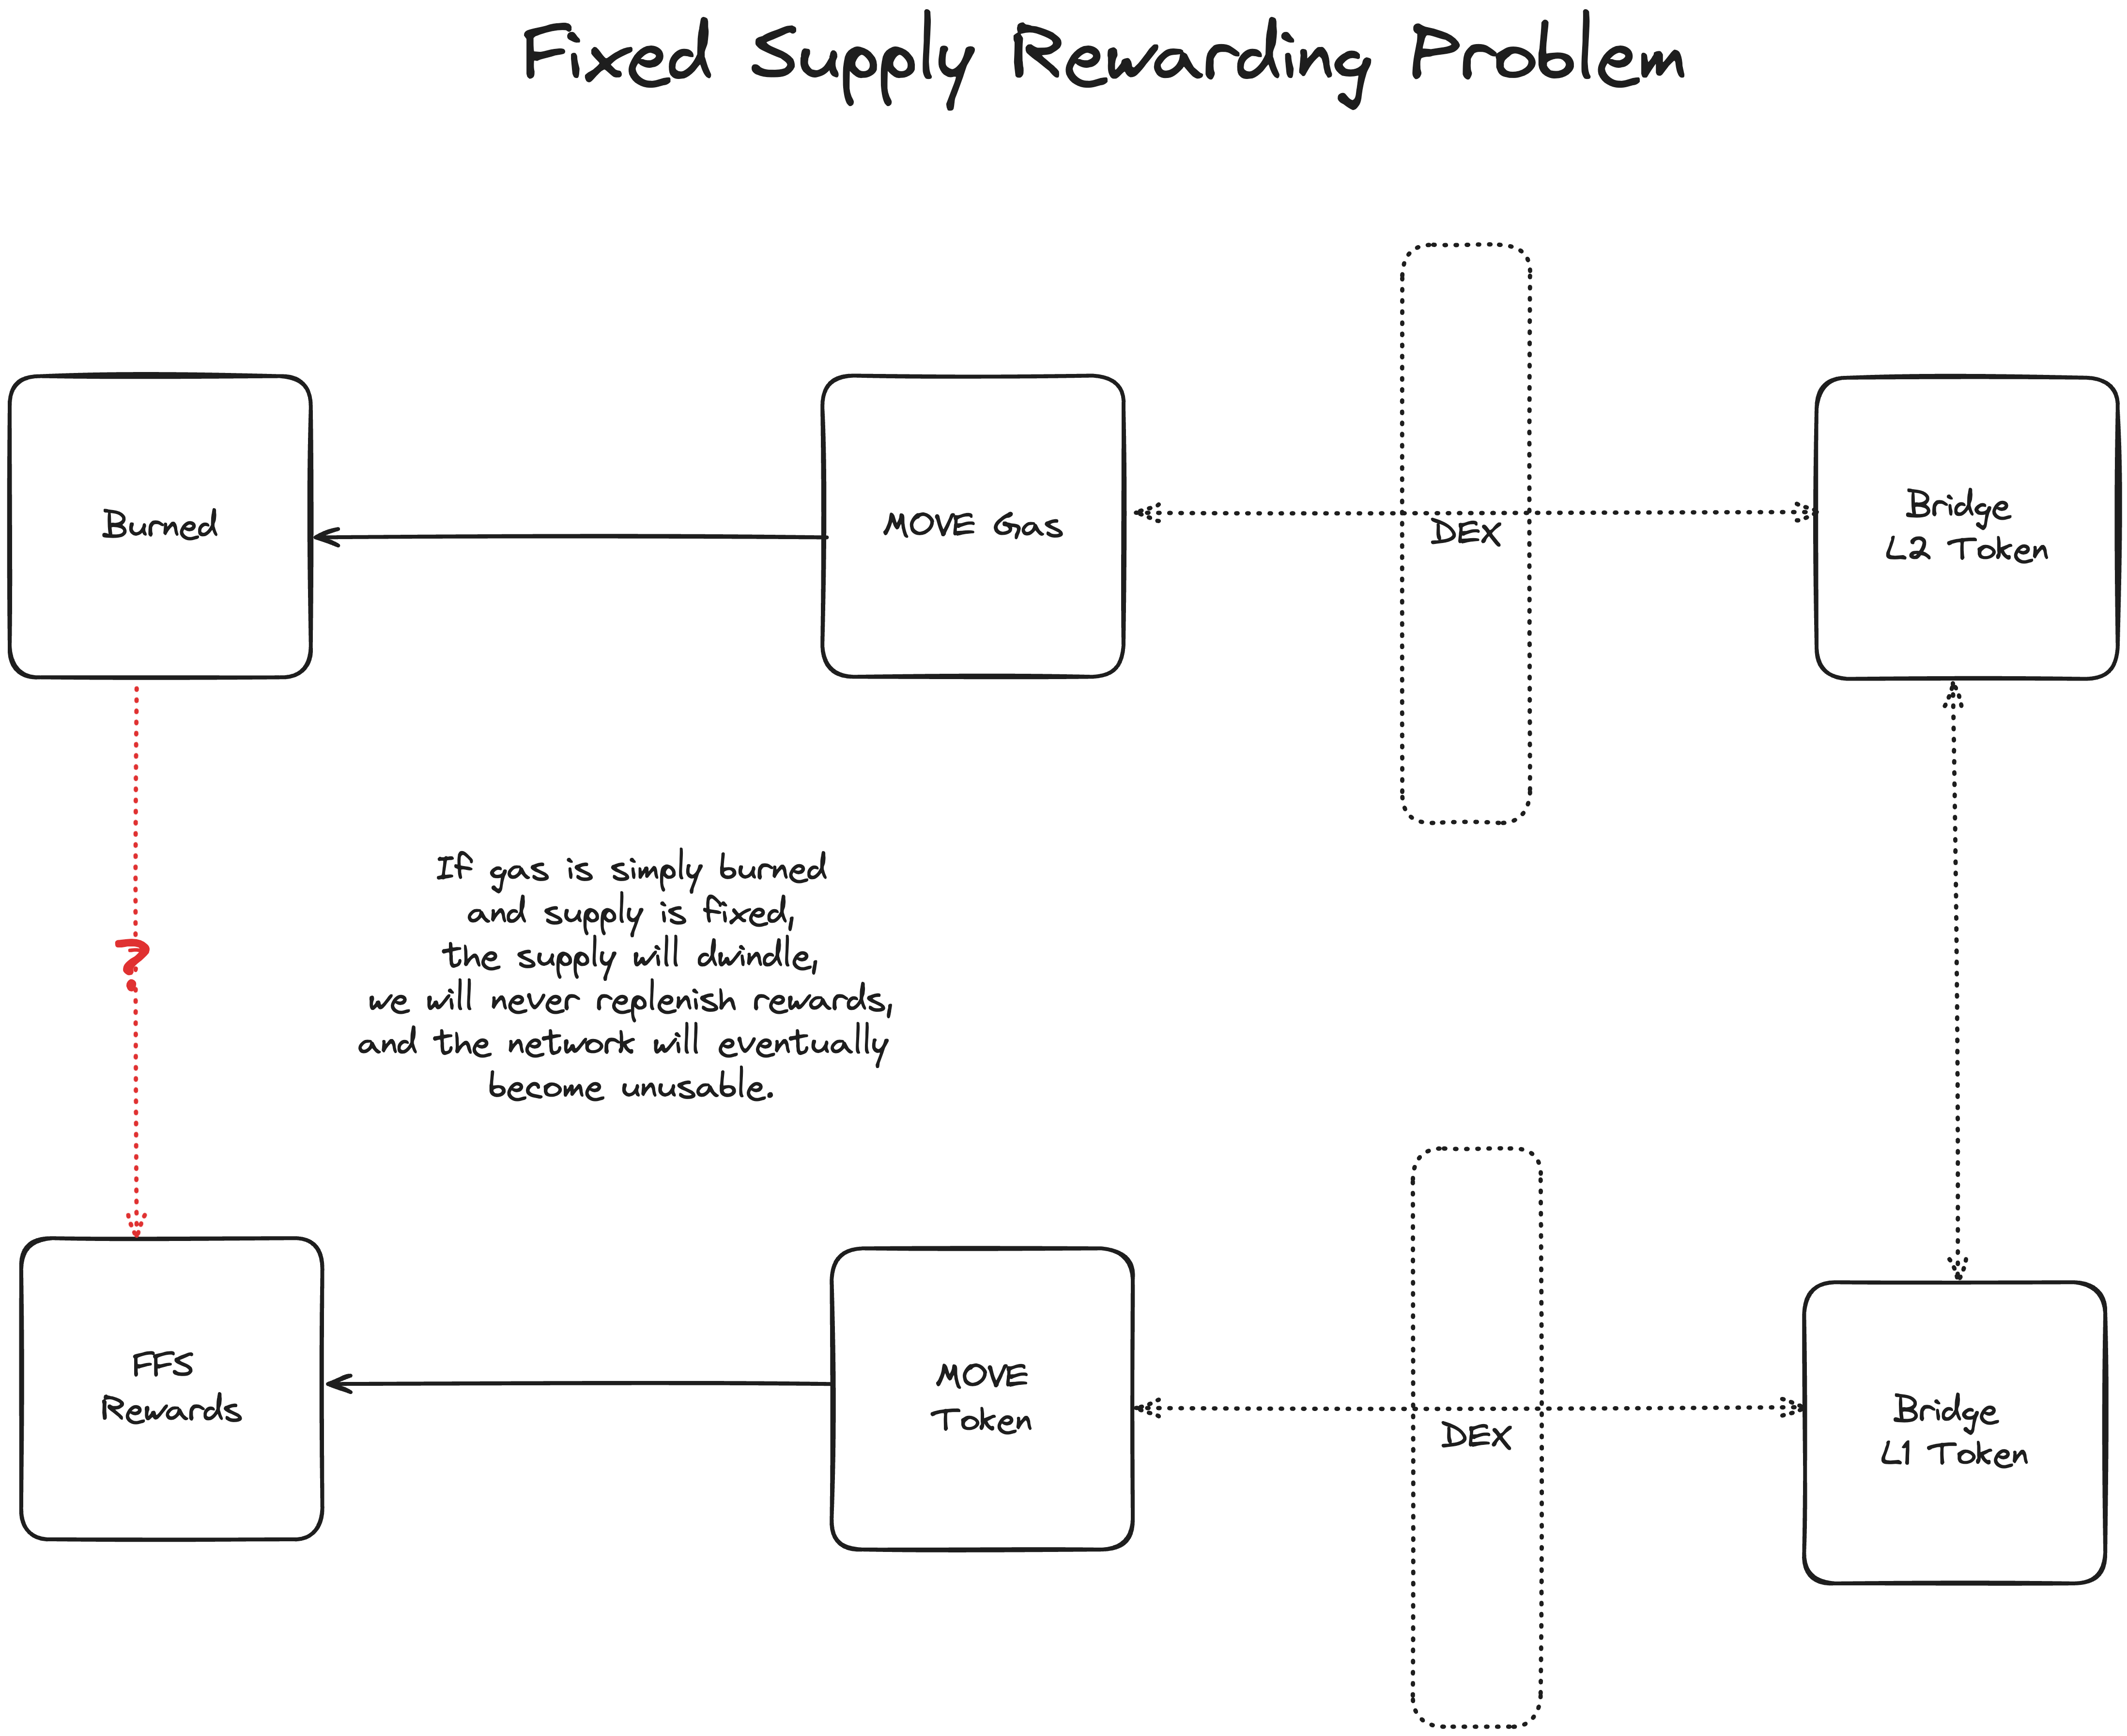 Fixed Supply Rewarding Problem
Burned
MOVE Gas
DEX
Bridge
L2 Token
If gas is simply burned
and supply is fixed,
the supply will dwindle,
we will never replenish rewards,
and the network will eventually
become unusable.
?
FFS
Rewards
MOVE
Token
DEX
Bridge
L1 Token